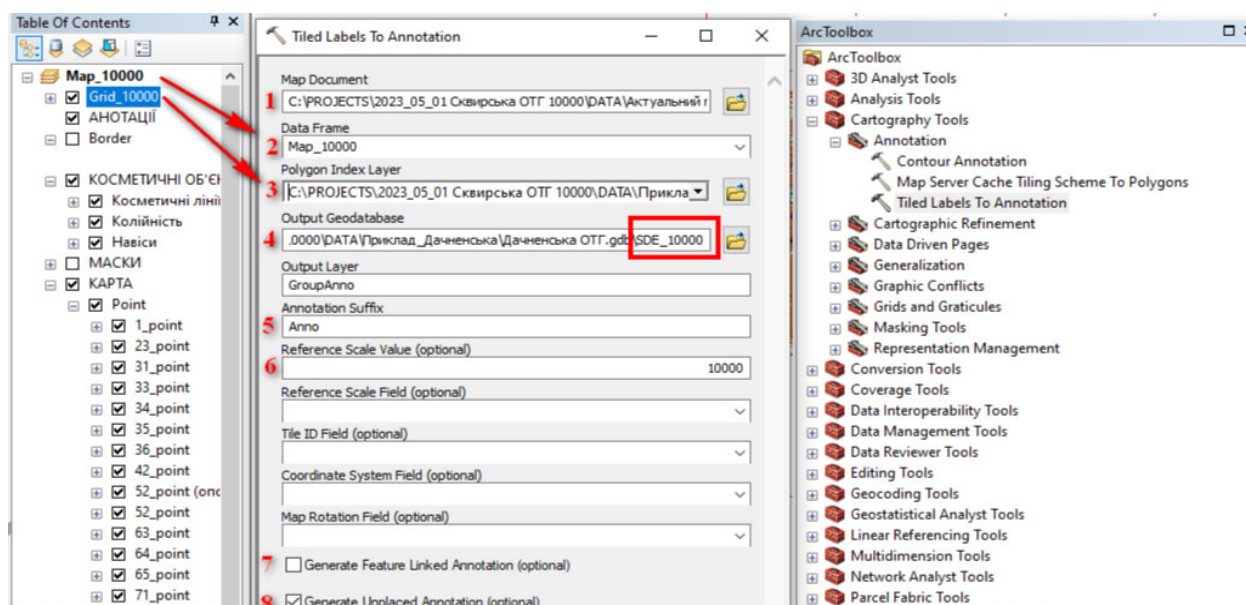 Table Of Contents
Map_10000
Grid_10000
АНОТАЦІЇ
Border
КОСМЕТИЧНІ ОБ'ЄК
Косметичні лінії
Колійність
Навіси
МАСКИ
КАРТА
Point
1_point
23_point
31_point
33_point
34_point
35_point
36_point
42_point
52_point (опо
52_point
63_point
64_point
65_point
71_point
Tiled Labels To Annotation
Map Document
1
C:\PROJECTS\2023_05_01 Сквирська ОТГ 10000\DATA\Актуальний
Data Frame
2
Map_10000
Polygon Index Layer
3
C:\PROJECTS\2023_05_01 Сквирська ОТГ 10000\DATA\Прикла
Output Geodatabase
4
.0000\DATA\Приклад_Дачненська\Дачненська ОТГ.gdb\SDE_10000
Output Layer
GroupAnno
Annotation Suffix
5
Anno
Reference Scale Value (optional)
6
10000
Reference Scale Field (optional)
Tile ID Field (optional)
Coordinate System Field (optional)
Map Rotation Field (optional)
7
Generate Feature Linked Annotation (optional)
8
Generate Unplaced Annotation (optional)
ArcToolbox
ArcToolbox
3D Analyst Tools
Analysis Tools
Cartography Tools
Annotation
Contour Annotation
Map Server Cache Tiling Scheme To Polygons
Tiled Labels To Annotation
Cartographic Refinement
Data Driven Pages
Generalization
Graphic Conflicts
Grids and Graticules
Masking Tools
Representation Management
Conversion Tools
Coverage Tools
Data Interoperability Tools
Data Management Tools
Data Reviewer Tools
Editing Tools
Geocoding Tools
Geostatistical Analyst Tools
Linear Referencing Tools
Multidimension Tools
Network Analyst Tools
Parcel Fabric Tools